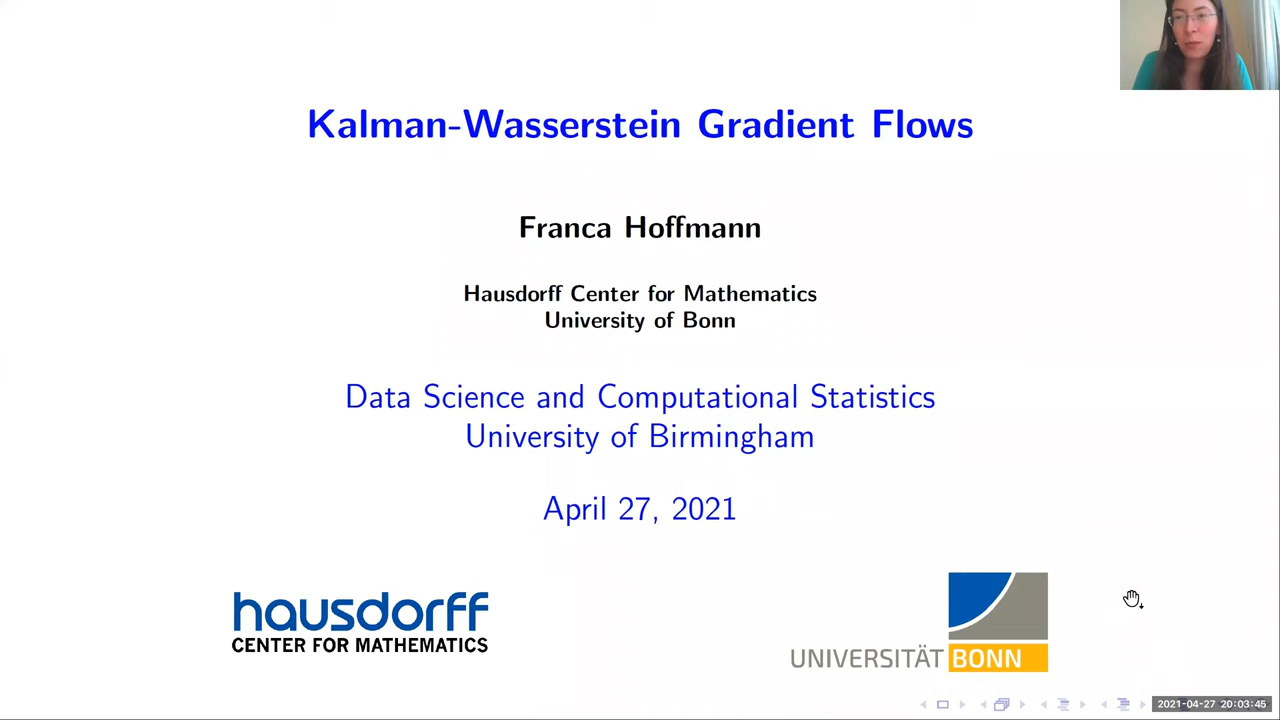 Kalman-Wasserstein Gradient Flows
Franca Hoffmann
Hausdorff Center for Mathematics
University of Bonn
Data Science and Computational Statistics
University of Birmingham
April 27, 2021
hausdorff
CENTER FOR MATHEMATICS
UNIVERSITÄT BONN
2021-04-27 20:03:45